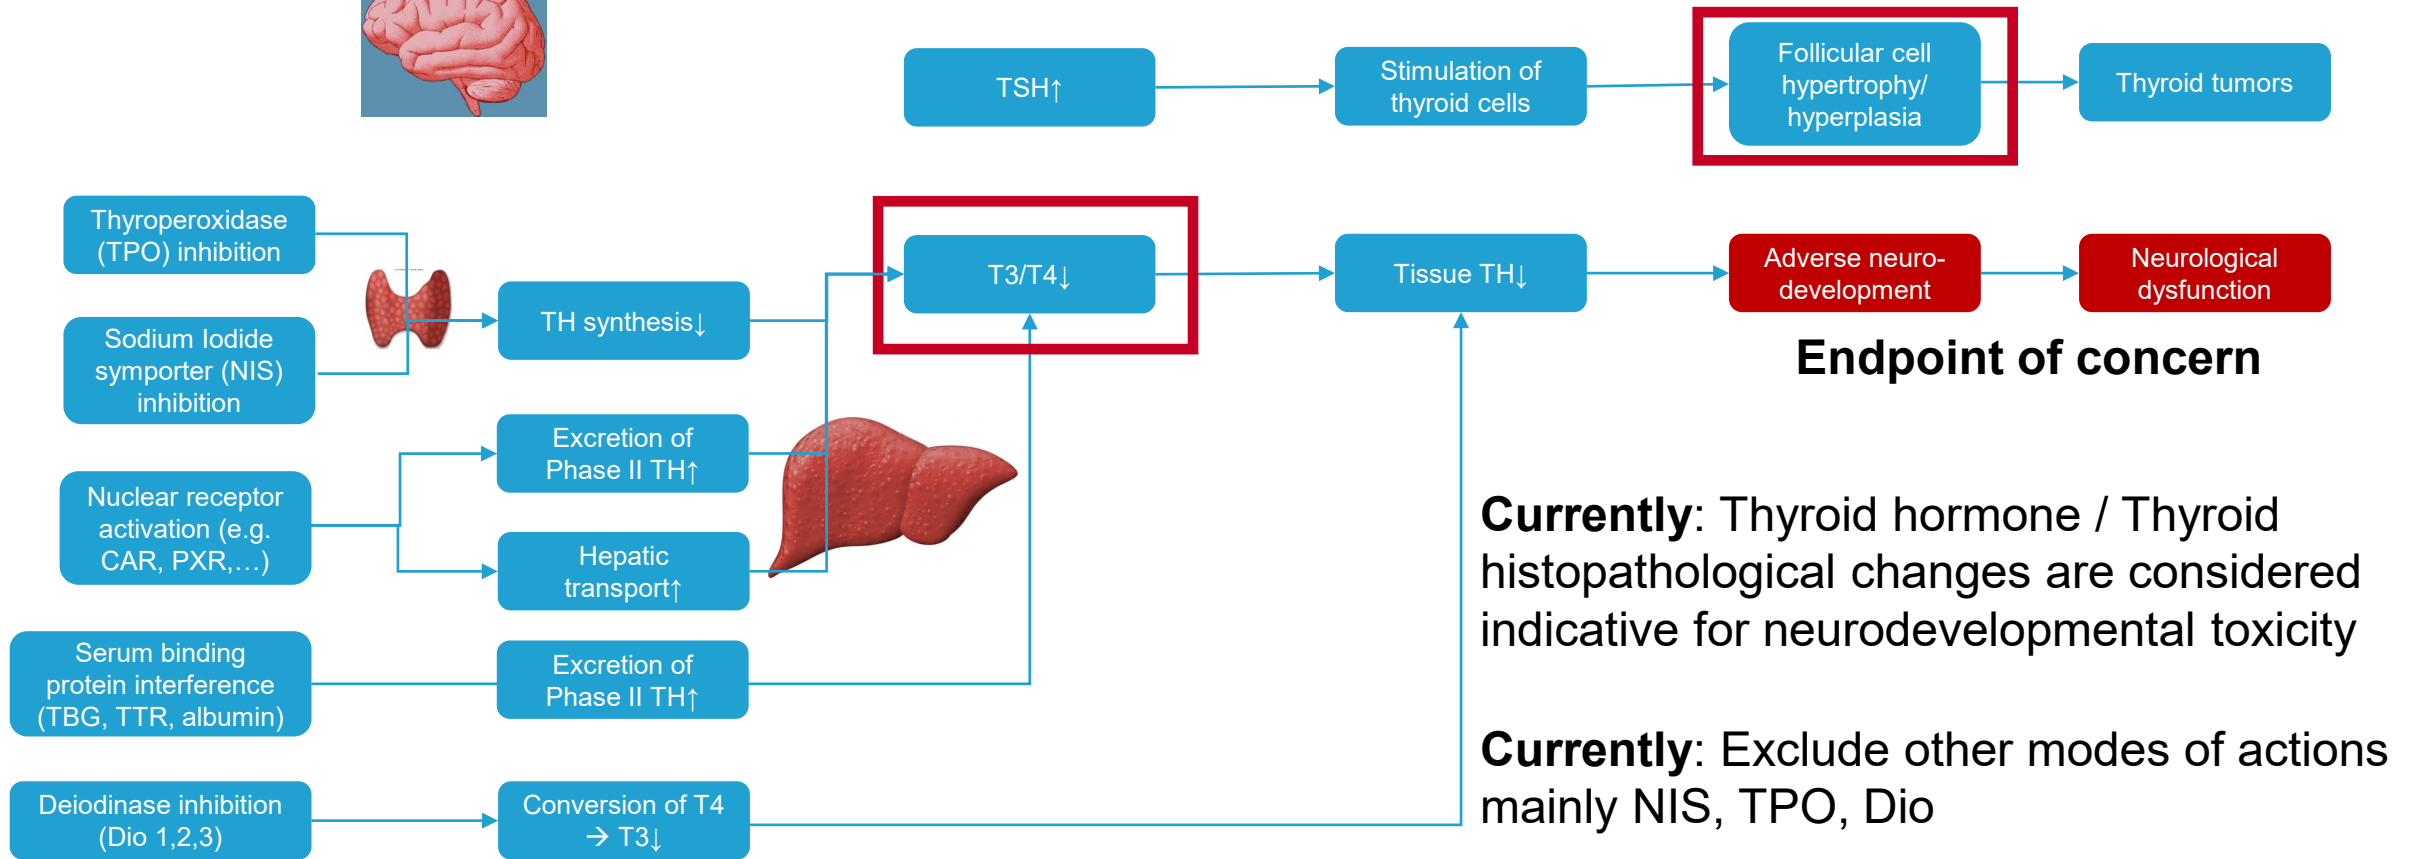 TSH↑
Stimulation of
thyroid cells
Follicular cell
hypertrophy/
hyperplasia
Thyroid tumors
Thyroperoxidase
(TPO) inhibition
Sodium Iodide
symporter (NIS)
inhibition
TH synthesis↓
T3/T4↓
Tissue TH↓
Adverse neuro-
development
Neurological
dysfunction
Endpoint of concern
Nuclear receptor
activation (e.g.
CAR, PXR,…)
Excretion of
Phase II TH↑
Hepatic
transport↑
Serum binding
protein interference
(TBG, TTR, albumin)
Excretion of
Phase II TH↑
Deiodinase inhibition
(Dio 1,2,3)
Conversion of T4
→ T3↓
Currently: Thyroid hormone / Thyroid
histopathological changes are considered
indicative for neurodevelopmental toxicity
Currently: Exclude other modes of actions
mainly NIS, TPO, Dio